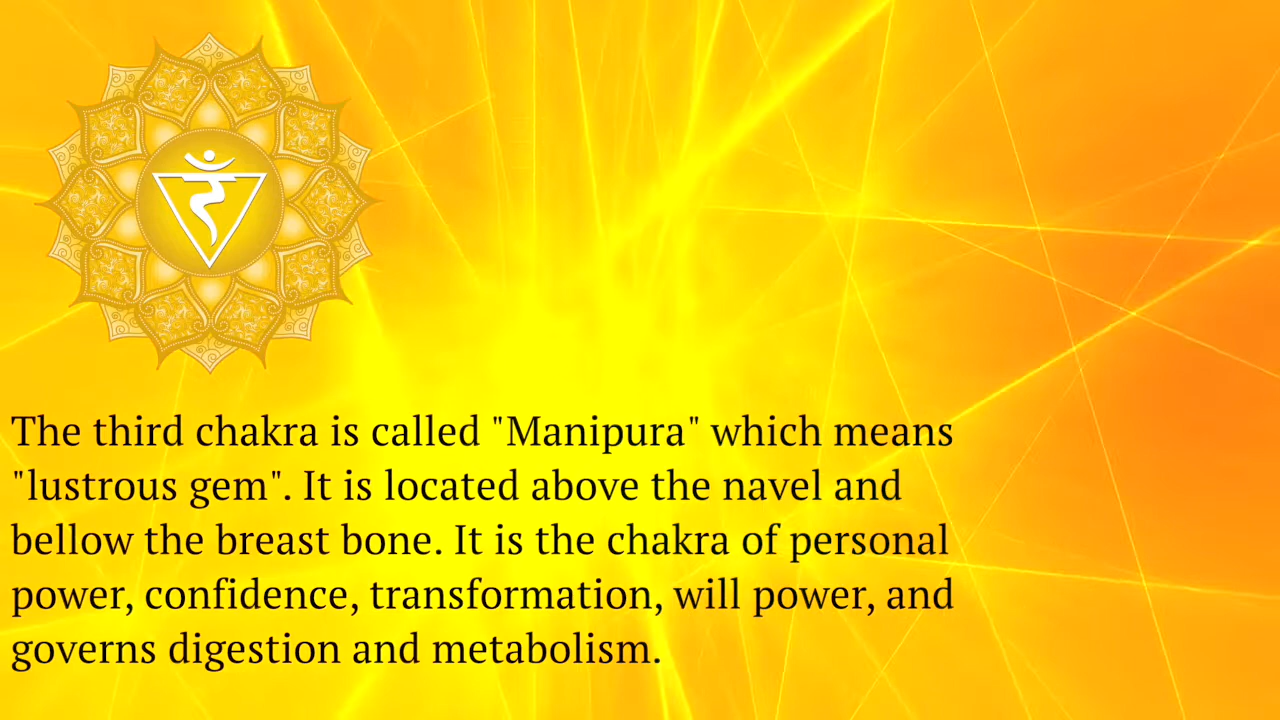 The third chakra is called "Manipura" which means
"lustrous gem". It is located above the navel and
bellow the breast bone. It is the chakra of personal
power, confidence, transformation, will power, and
governs digestion and metabolism.